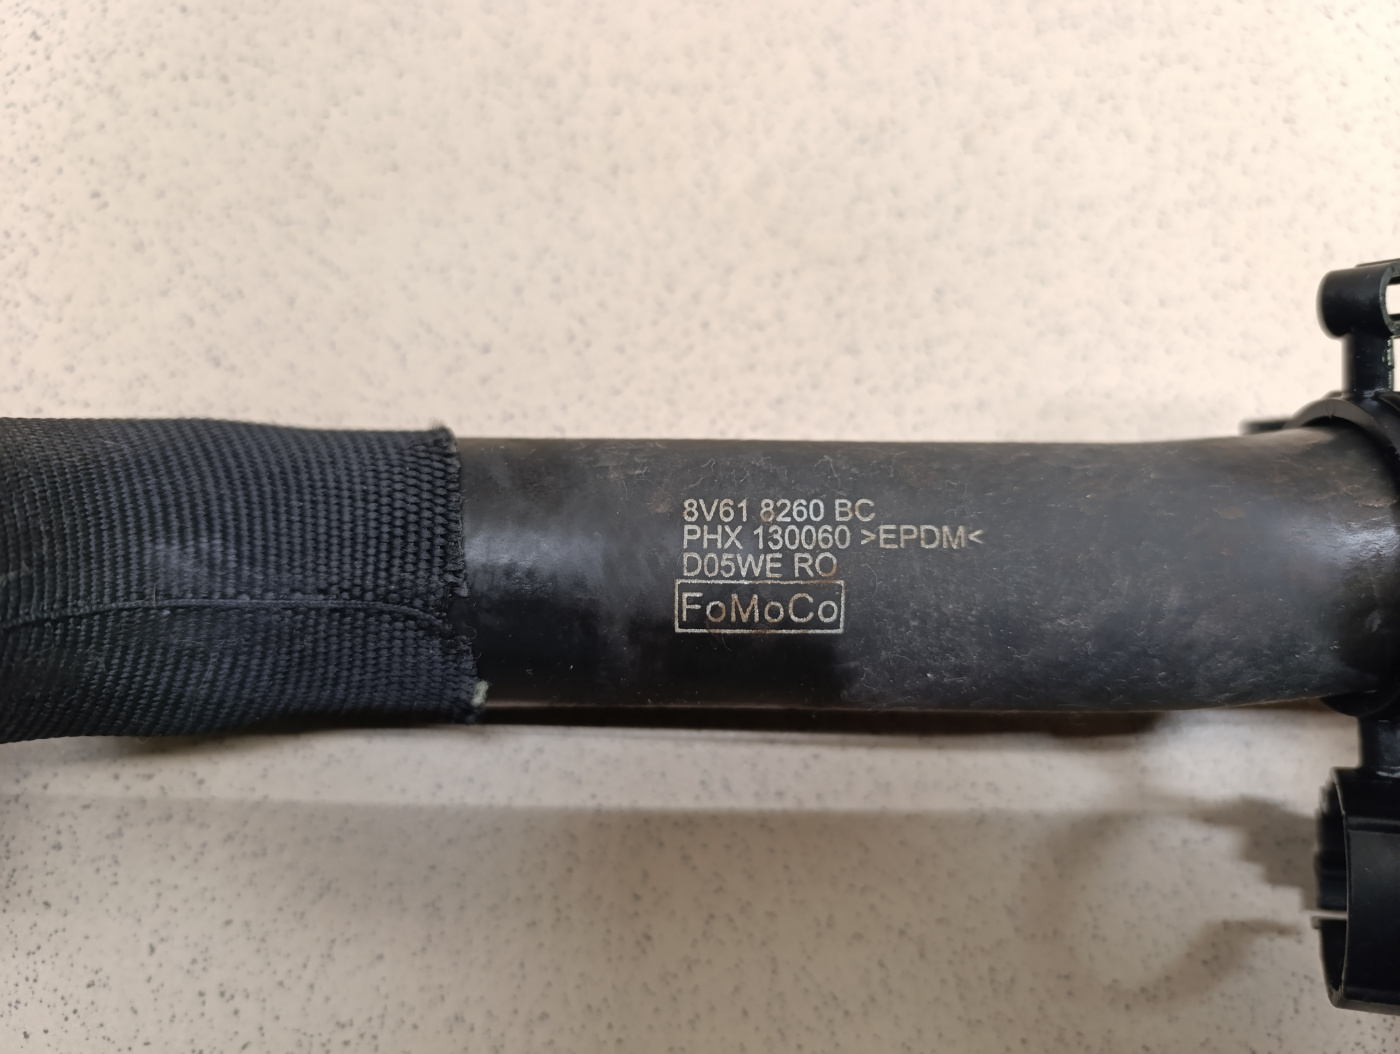 8V61 8260 BC
PHX 130060 >EPDM<
D05WE RO
FoMoCo